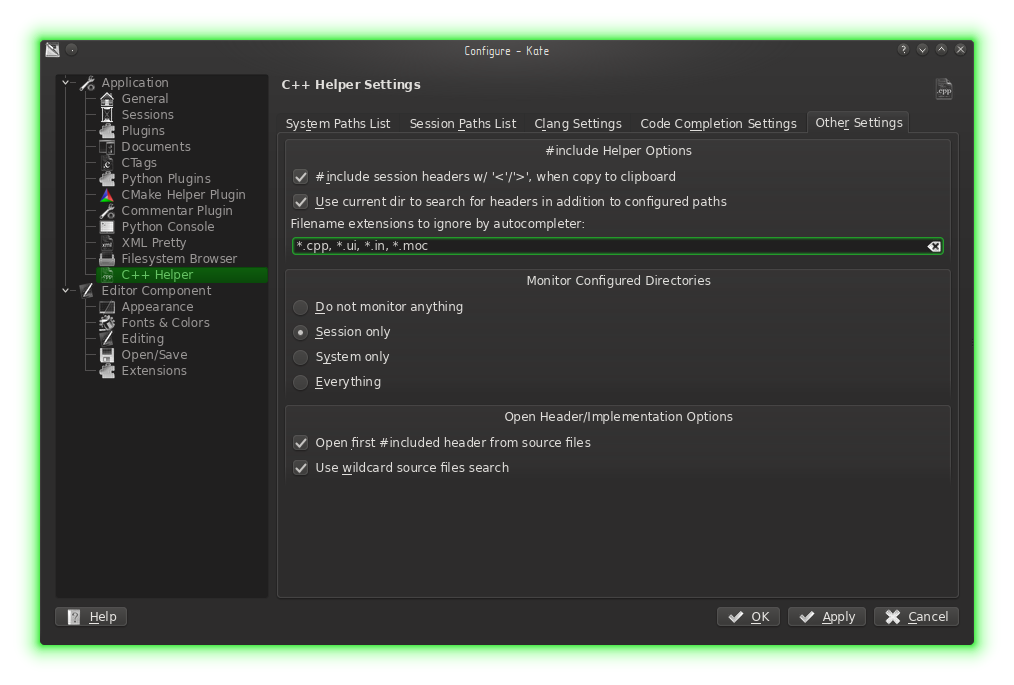 Configure – Kate
Application
General
Sessions
Plugins
Documents
CTags
Python Plugins
CMake Helper Plugin
Commentar Plugin
Python Console
XML Pretty
Filesystem Browser
C++ Helper
Editor Component
Appearance
Fonts & Colors
Editing
Open/Save
Extensions
C++ Helper Settings
System Paths List Session Paths List Clang Settings Code Completion Settings Other Settings
#include Helper Options
#include session headers w/ '<'/'>', when copy to clipboard
Use current dir to search for headers in addition to configured paths
Filename extensions to ignore by autocompleter:
*.cpp, *.ui, *.in, *.moc
Monitor Configured Directories
Do not monitor anything
Session only
System only
Everything
Open Header/Implementation Options
Open first #included header from source files
Use wildcard source files search
Help OK Apply Cancel